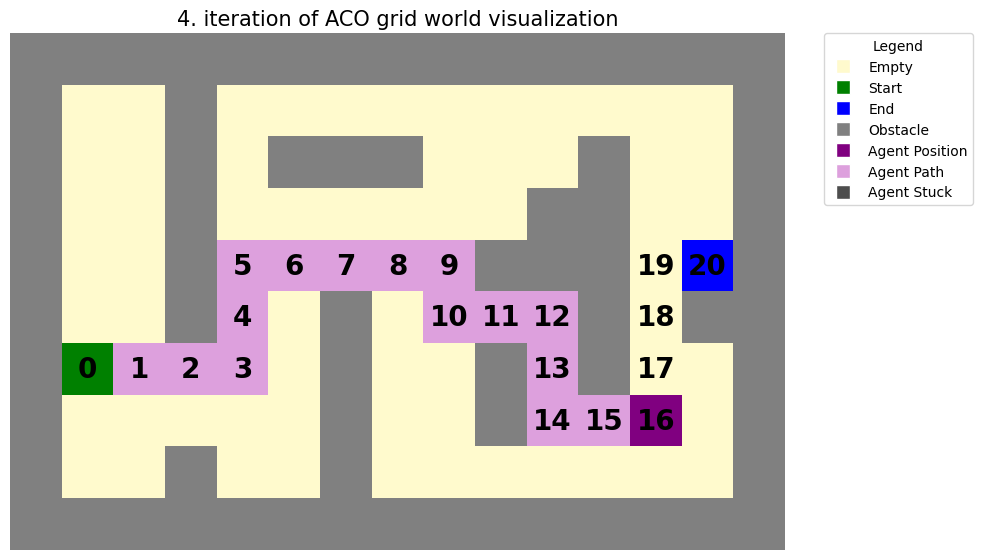 4. iteration of ACO grid world visualization
Legend
Empty
Start
End
Obstacle
Agent Position
Agent Path
Agent Stuck
5 6 7 8 9 19 20
4 10 11 12 18
0 1 2 3 13 17
14 15 16